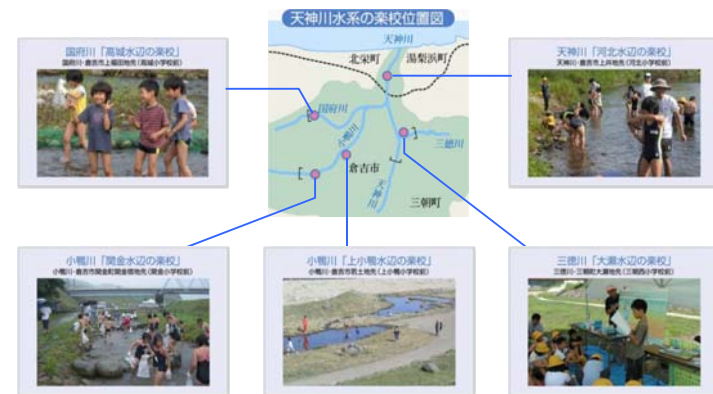 天神川水系の楽校位置図
国府川「高城水辺の楽校」
国府川・倉吉市上福田地先(高城小学校前)
天神川
北栄町
湯梨浜町
国府川
小鴨川
三徳川
倉吉市
天神川
三朝町
天神川「河北水辺の楽校」
天神川・倉吉市上井地先(河北小学校前)
小鴨川「関金水辺の楽校」
小鴨川・倉吉市関金町関金宿地先(関金小学校前)
小鴨川「上小鴨水辺の楽校」
小鴨川・倉吉市若土地先(上小鴨小学校前)
三徳川「大瀬水辺の楽校」
三徳川・三朝町大瀬地先(三朝西小学校前)